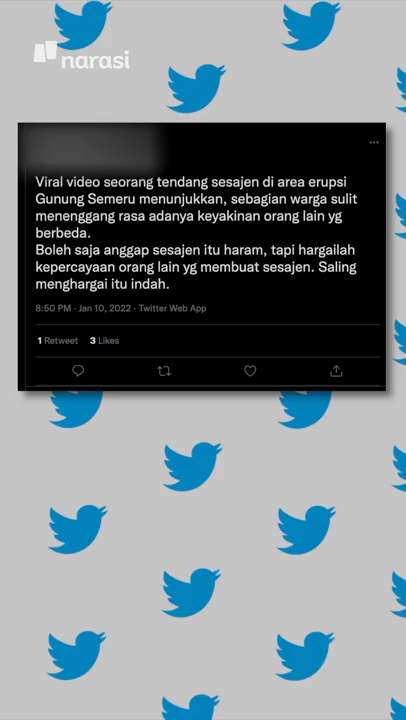 narasi
Viral video seorang tendang sesajen di area erupsi
Gunung Semeru menunjukkan, sebagian warga sulit
menenggang rasa adanya keyakinan orang lain yg
berbeda.
Boleh saja anggap sesajen itu haram, tapi hargailah
kepercayaan orang lain yg membuat sesajen. Saling
menghargai itu indah.
8:50 PM · Jan 10, 2022 · Twitter Web App
1 Retweet 3 Likes